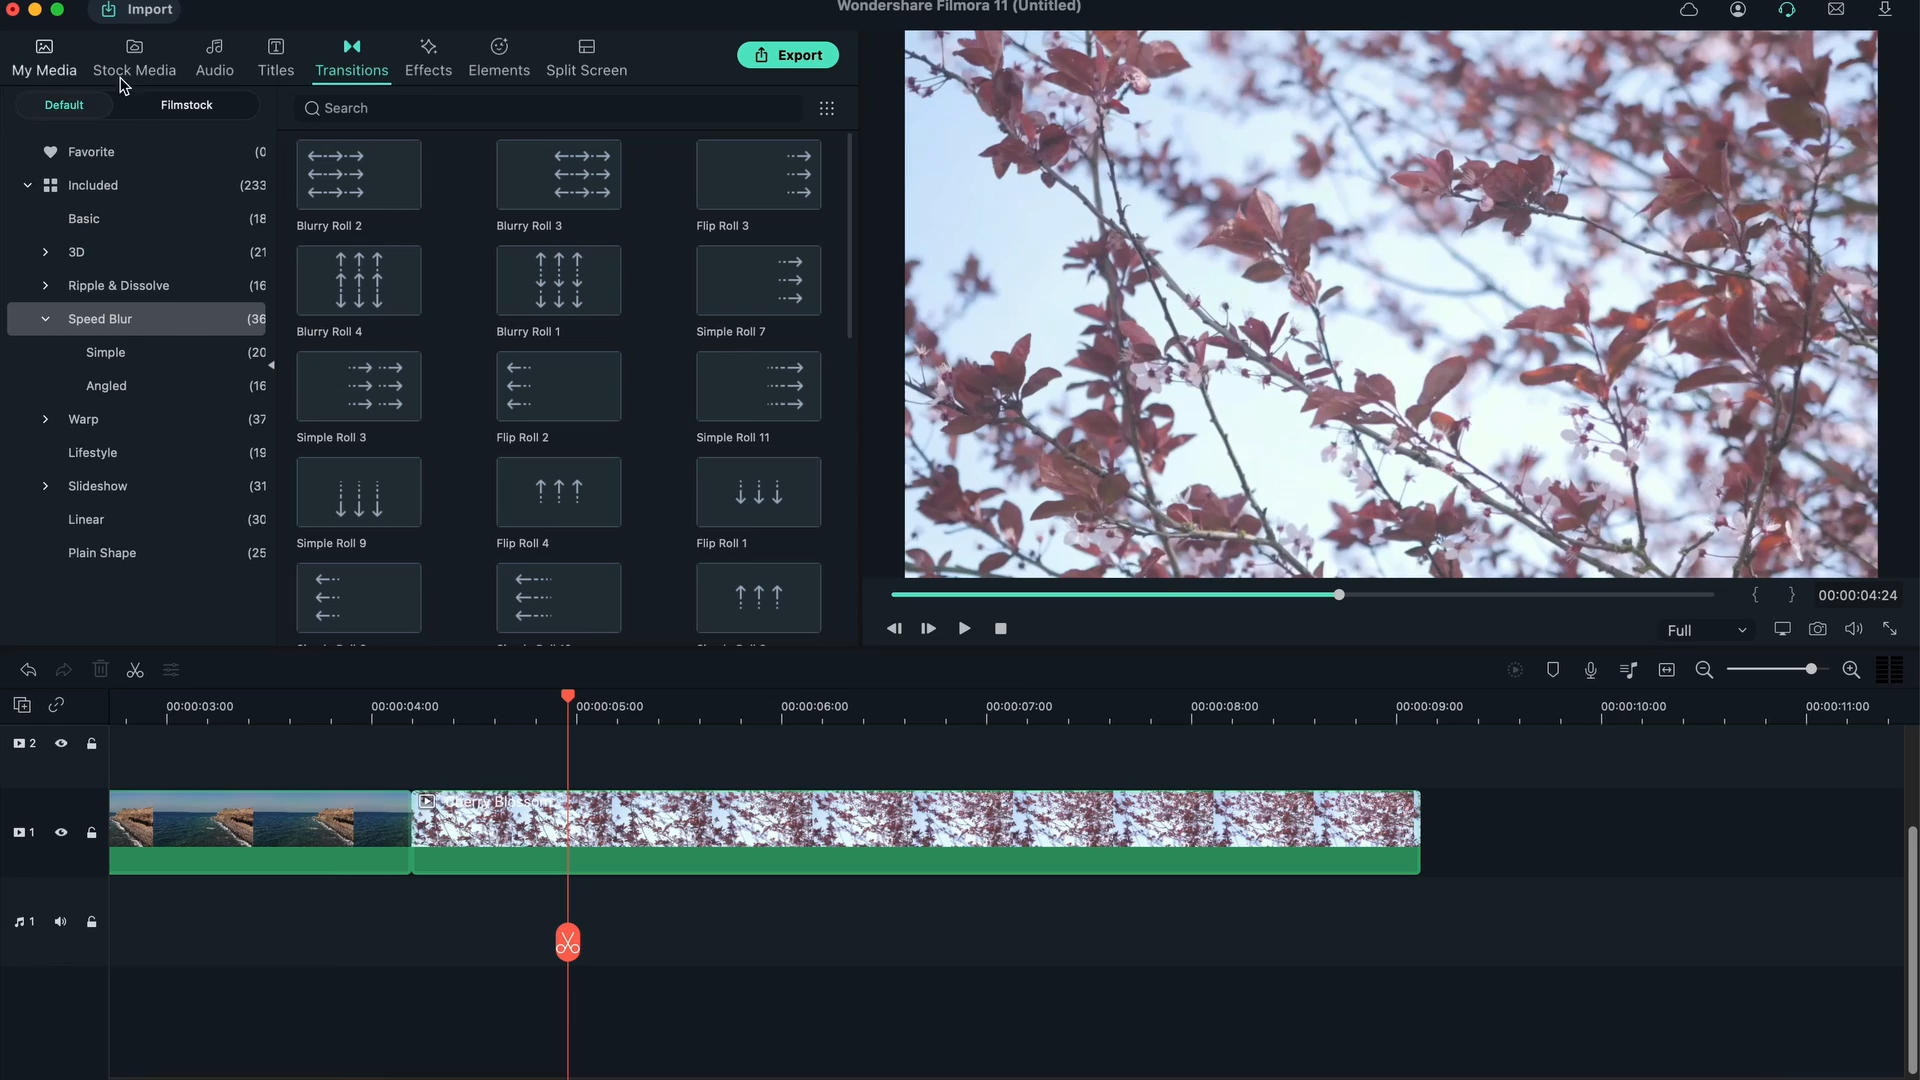 Import
Wondershare Filmora 11 (Untitled)
My Media
Stock Media
Audio
Titles
Transitions
Effects
Elements
Split Screen
Export
Default
Filmstock
Search
Favorite (0
Included (233
Basic (18
3D (21
Ripple & Dissolve (16
Speed Blur (36
Simple (20
Angled (16
Warp (37
Lifestyle (19
Slideshow (31
Linear (30
Plain Shape (25
Blurry Roll 2
Blurry Roll 3
Flip Roll 3
Blurry Roll 4
Blurry Roll 1
Simple Roll 7
Simple Roll 3
Flip Roll 2
Simple Roll 11
Simple Roll 9
Flip Roll 4
Flip Roll 1
{ } 00:00:04:24
Full
00:00:03:00
00:00:04:00
00:00:05:00
00:00:06:00
00:00:07:00
00:00:08:00
00:00:09:00
00:00:10:00
00:00:11:00
2
Cherry Blossom
1
1